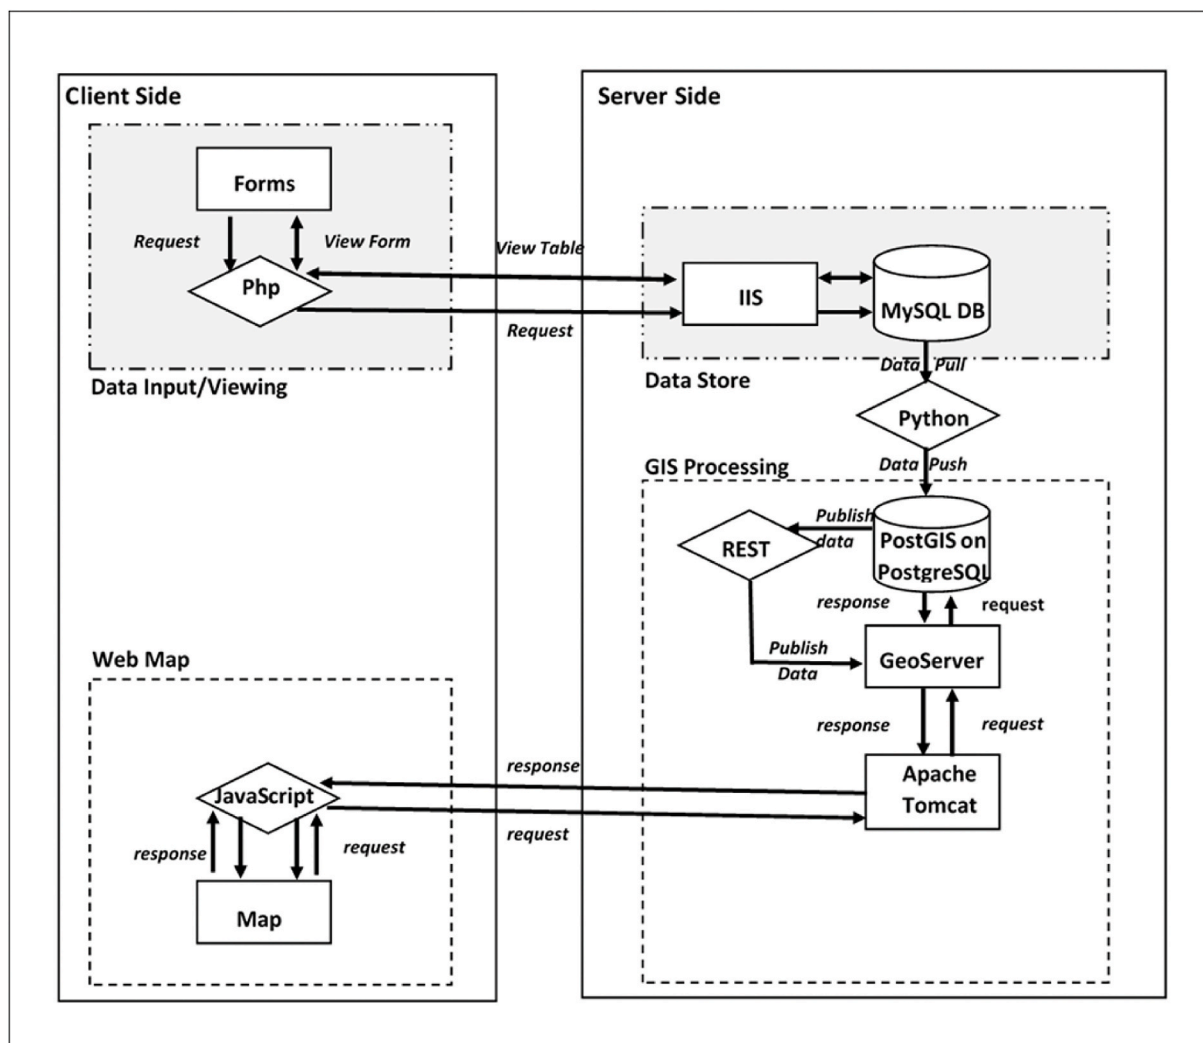 Client Side
Forms
Request
View Form
Php
Data Input/Viewing
View Table
Request
Server Side
IIS
MySQL DB
Data Store
Data Pull
Python
Data Push
GIS Processing
Publish
data
REST
PostGIS on
PostgreSQL
response
request
Publish
Data
GeoServer
response
request
Apache
Tomcat
Web Map
response
request
JavaScript
response
request
Map